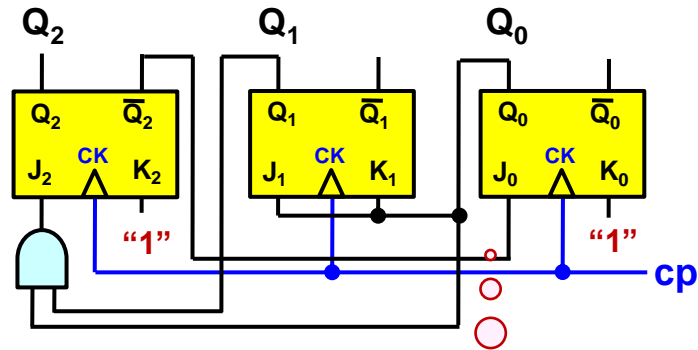 Q₂ Q₁ Q₀
Q₂ Q̅₂ Q₁ Q̅₁ Q₀ Q̅₀
J₂ CK K₂ J₁ CK K₁ J₀ CK K₀
“1” “1”
cp